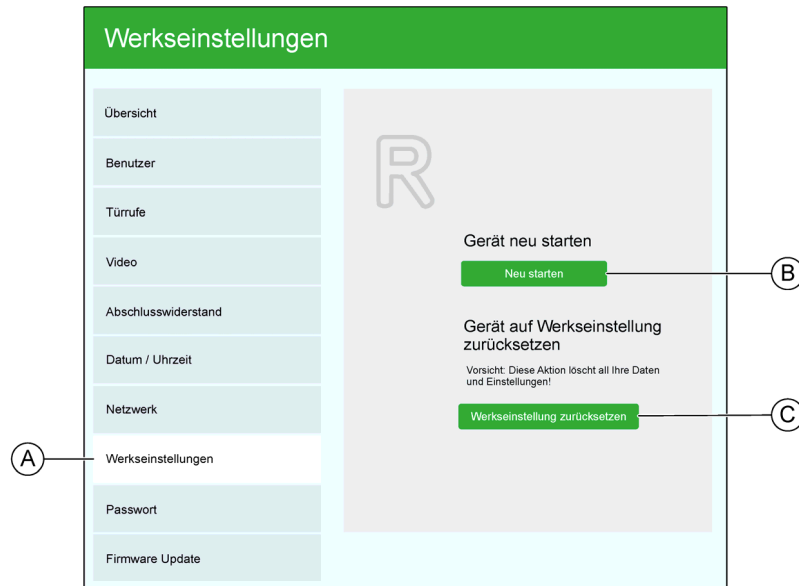 Werkseinstellungen
Übersicht
Benutzer
Türrufe
Video
Abschlusswiderstand
Datum / Uhrzeit
Netzwerk
Werkseinstellungen
Passwort
Firmware Update
R
Gerät neu starten
Neu starten
Gerät auf Werkseinstellung
zurücksetzen
Vorsicht: Diese Aktion löscht all Ihre Daten
und Einstellungen!
Werkseinstellung zurücksetzen
A
B
C